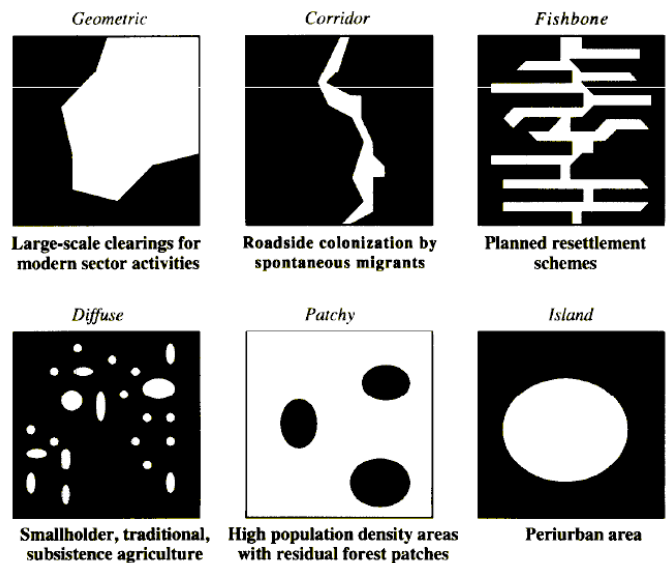 Geometric
Corridor
Fishbone
Large-scale clearings for
modern sector activities
Roadside colonization by
spontaneous migrants
Planned resettlement
schemes
Diffuse
Patchy
Island
Smallholder, traditional,
subsistence agriculture
High population density areas
with residual forest patches
Periurban area